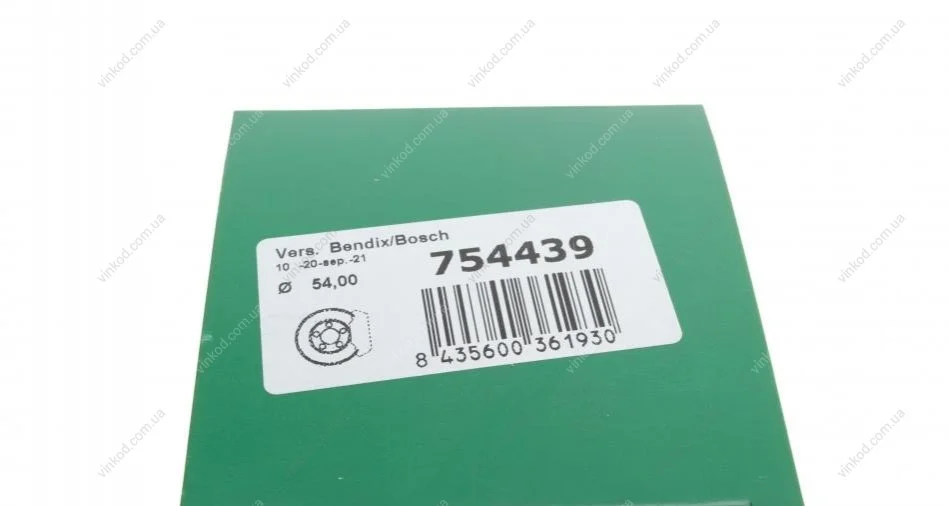 Vers. Bendix/Bosch
10 -20-sep.-21
Ø 54,00
754439
8 435600 361930
vinkod.com.ua